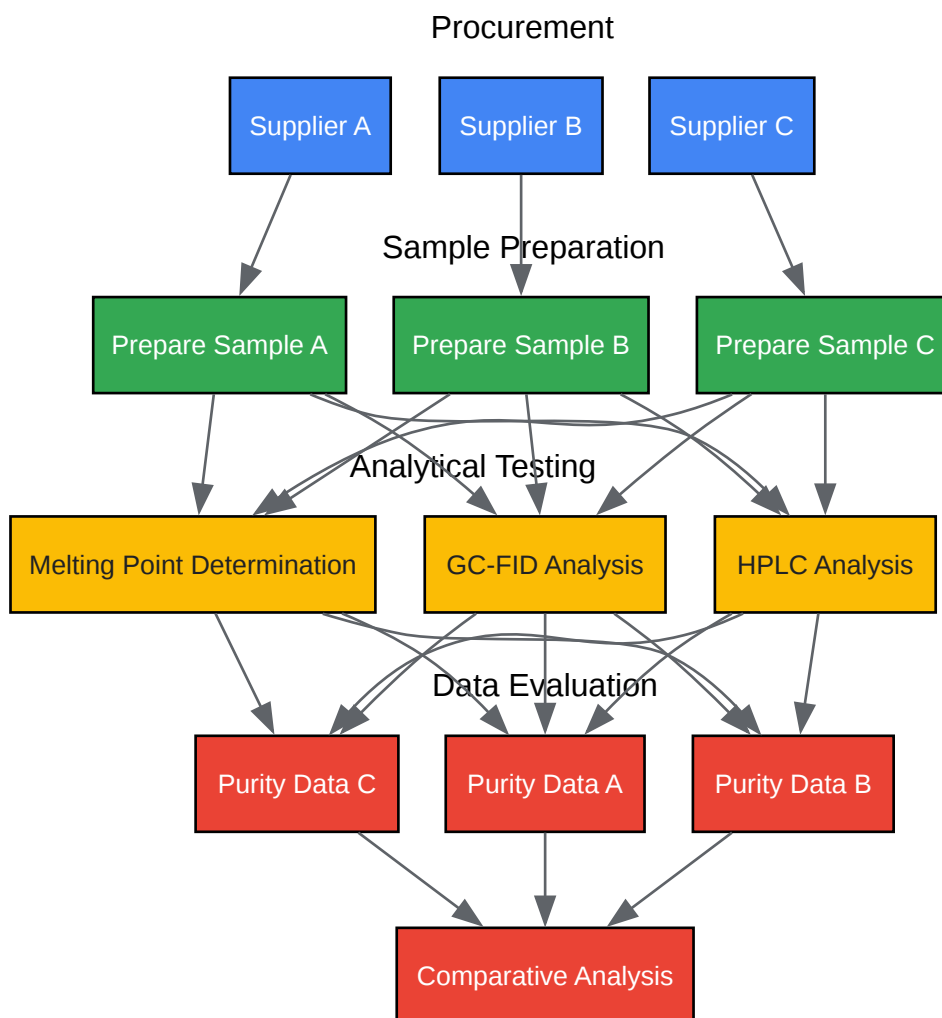 Procurement
Supplier A
Supplier B
Supplier C
Sample Preparation
Prepare Sample A
Prepare Sample B
Prepare Sample C
Analytical Testing
Melting Point Determination
GC-FID Analysis
HPLC Analysis
Data Evaluation
Purity Data C
Purity Data A
Purity Data B
Comparative Analysis